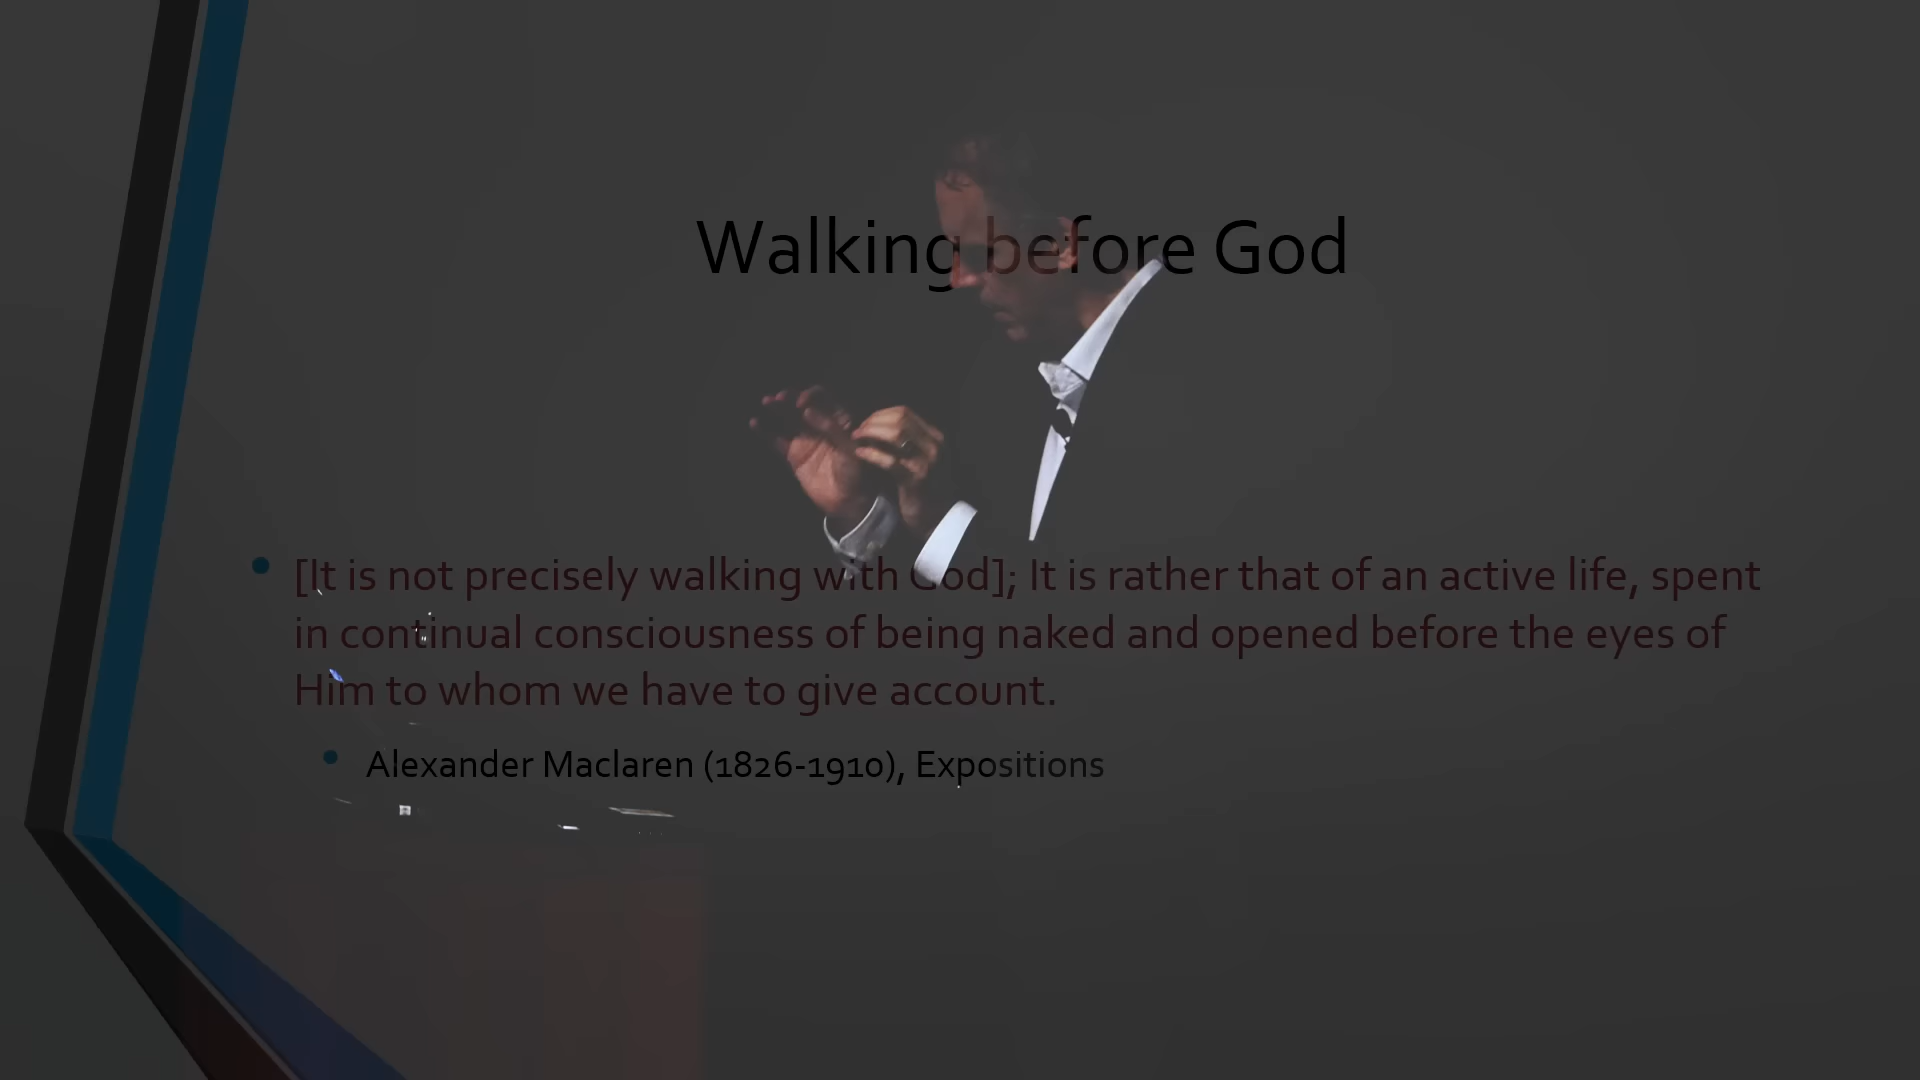 Walking before God
[It is not precisely walking with God]; It is rather that of an active life, spent
in continual consciousness of being naked and opened before the eyes of
Him to whom we have to give account.
Alexander Maclaren (1826-1910), Expositions